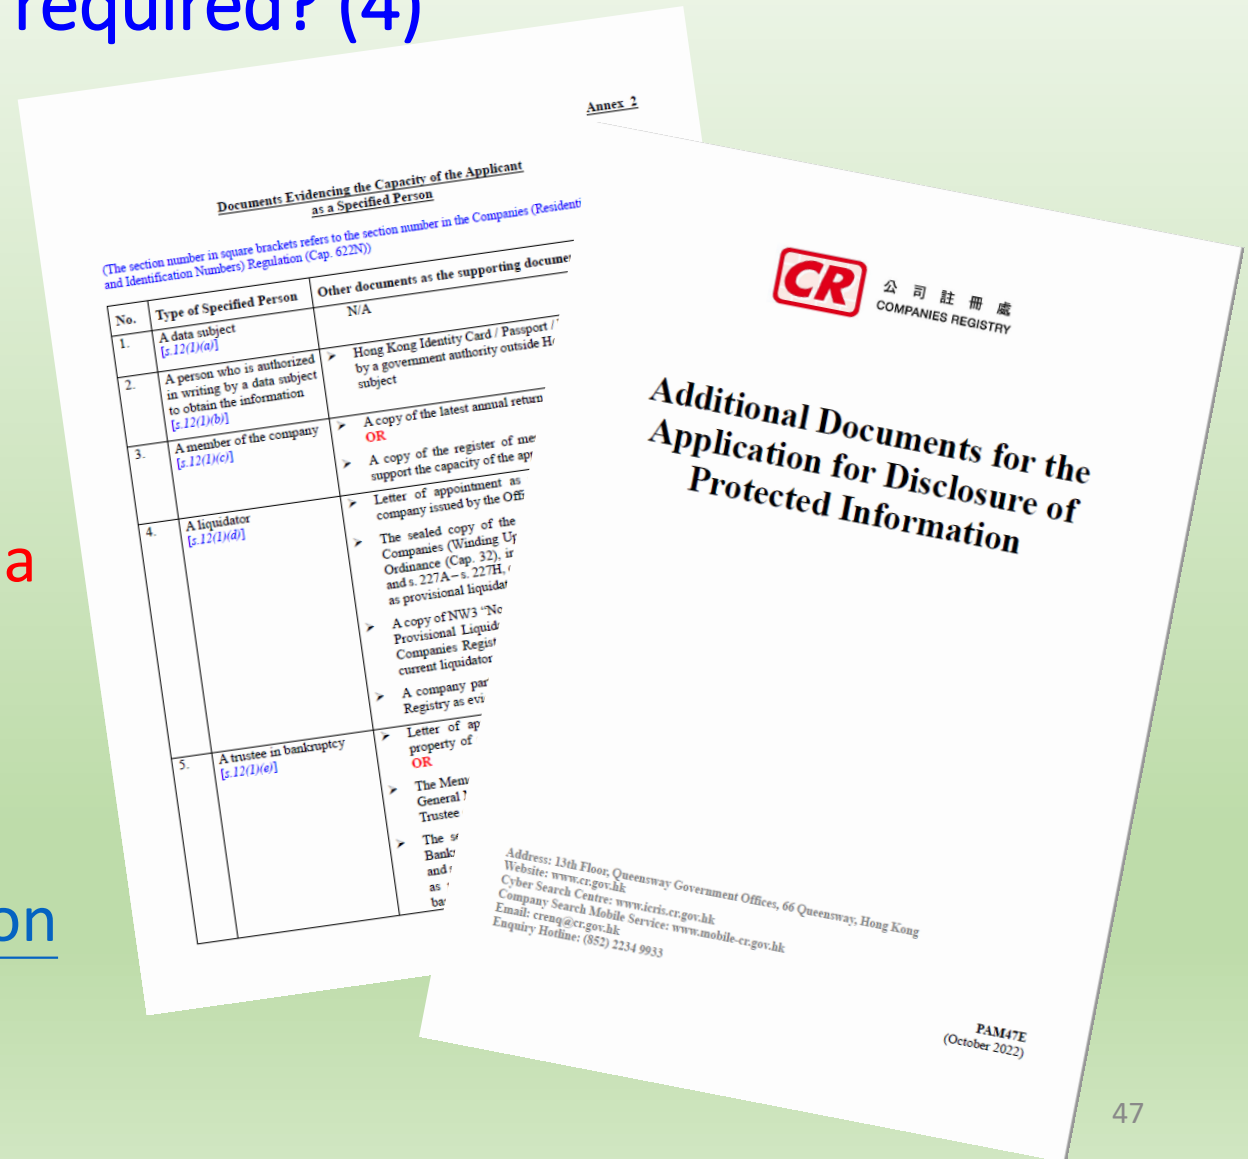 required? (4)
Annex 2
Documents Evidencing the Capacity of the Applicant
as a Specified Person
(The section number in square brackets refers to the section number in the Companies (Residenti
and Identification Numbers) Regulation (Cap. 622N))
No.
Type of Specified Person
Other documents as the supporting docume
1.
A data subject
[s.12(1)(a)]
N/A
2.
A person who is authorized
in writing by a data subject
to obtain the information
[s.12(1)(b)]
➢ Hong Kong Identity Card / Passport /
by a government authority outside H
subject
3.
A member of the company
[s.12(1)(c)]
➢ A copy of the latest annual return
OR
➢ A copy of the register of me
support the capacity of the ap
4.
A liquidator
[s.12(1)(d)]
➢ Letter of appointment as
company issued by the Offi
➢ The sealed copy of the
Companies (Winding Up
Ordinance (Cap. 32), in
and s. 227A – s. 227H,
as provisional liquidat
➢ A copy of NW3 “No
Provisional Liquida
Companies Regist
current liquidator
➢ A company par
Registry as evi
5.
A trustee in bankruptcy
[s.12(1)(e)]
➢ Letter of ap
property of
OR
➢ The Mem
General
Trustee
➢ The se
Bank
and
as
ba
a
on
CR
公司註冊處
COMPANIES REGISTRY
Additional Documents for the
Application for Disclosure of
Protected Information
Address: 13th Floor, Queensway Government Offices, 66 Queensway, Hong Kong
Website: www.cr.gov.hk
Cyber Search Centre: www.icris.cr.gov.hk
Company Search Mobile Service: www.mobile-cr.gov.hk
Email: crenq@cr.gov.hk
Enquiry Hotline: (852) 2234 9933
PAM47E
(October 2022)
47